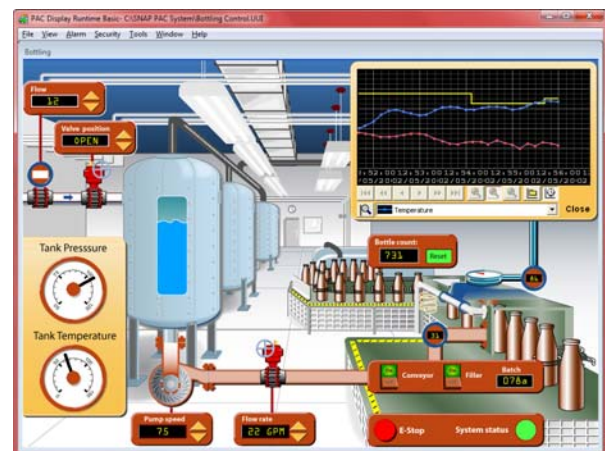 PAC Display Runtime Basic- C:\SNAP PAC System\Bottling Control.UUI
File View Alarm Security Tools Window Help
Bottling
Flow
12
Valve position
OPEN
Temperature
Close
Bottle count:
731
Reset
Tank Presssure
Tank Temperature
31
Conveyor
Filler
Batch
078a
Pump speed
75
Flow rate
22 GPM
E-Stop
System status